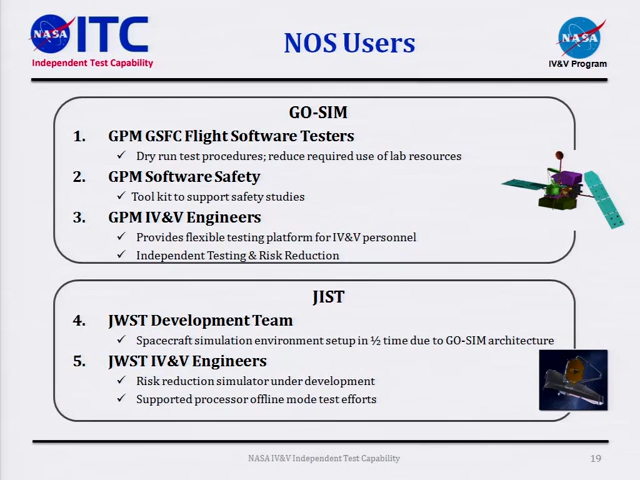 NASA ITC
Independent Test Capability
NOS Users
NASA
IV&V Program
GO-SIM
1. GPM GSFC Flight Software Testers
✓ Dry run test procedures; reduce required use of lab resources
2. GPM Software Safety
✓ Tool kit to support safety studies
3. GPM IV&V Engineers
✓ Provides flexible testing platform for IV&V personnel
✓ Independent Testing & Risk Reduction
JIST
4. JWST Development Team
✓ Spacecraft simulation environment setup in ½ time due to GO-SIM architecture
5. JWST IV&V Engineers
✓ Risk reduction simulator under development
✓ Supported processor offline mode test efforts
NASA IV&V Independent Test Capability
19